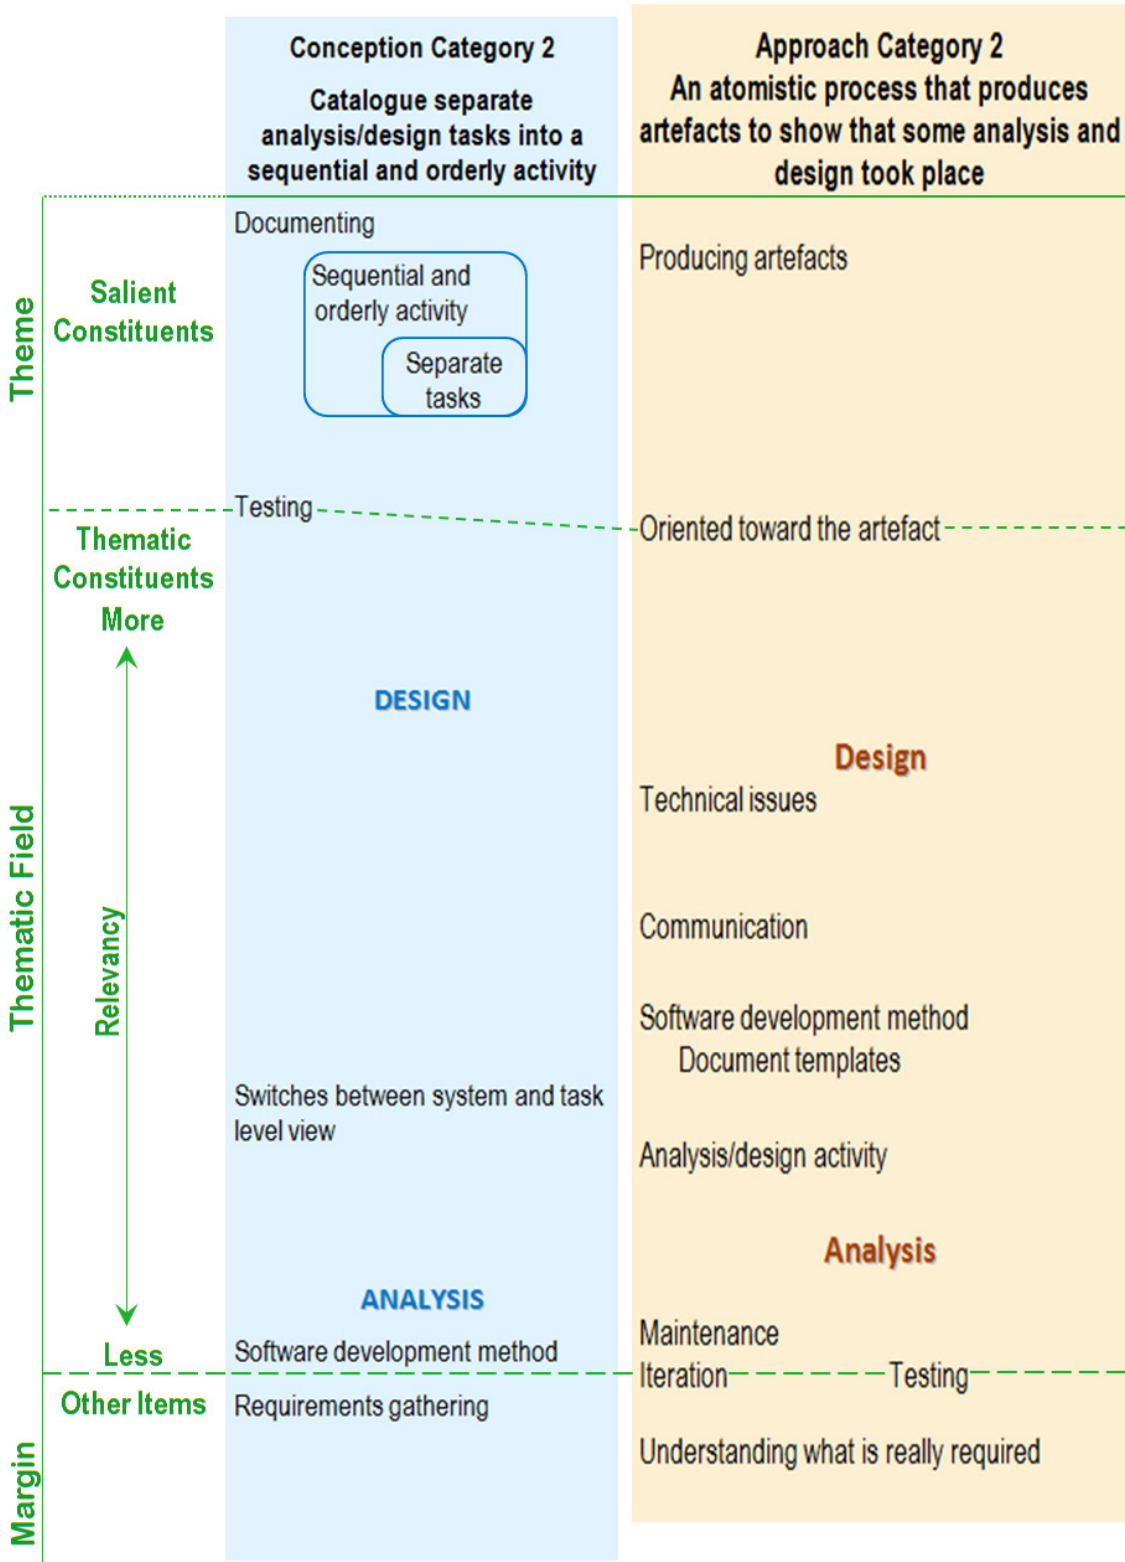 Conception Category 2
Catalogue separate
analysis/design tasks into a
sequential and orderly activity
Approach Category 2
An atomistic process that produces
artefacts to show that some analysis and
design took place
Theme
Salient
Constituents
Documenting
Sequential and
orderly activity
Separate
tasks
Producing artefacts
Testing
Oriented toward the artefact
Thematic Field
Thematic
Constituents
More
Relevancy
Less
DESIGN
Design
Technical issues
Communication
Software development method
Document templates
Switches between system and task
level view
Analysis/design activity
Analysis
ANALYSIS
Software development method
Maintenance
Iteration
Testing
Margin
Other Items
Requirements gathering
Understanding what is really required